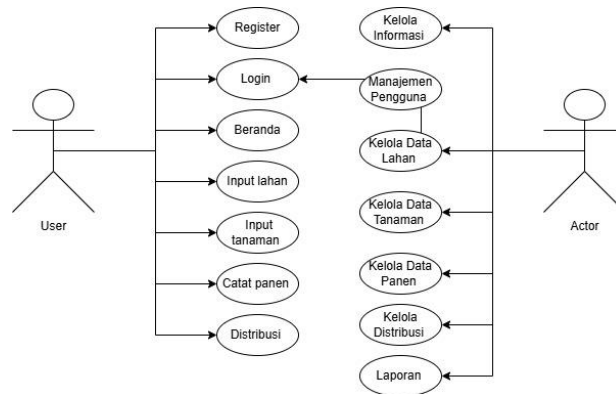 Register
Login
Beranda
Input lahan
Input
tanaman
Catat panen
Distribusi
User
Kelola
Informasi
Manajemen
Pengguna
Kelola Data
Lahan
Kelola Data
Tanaman
Kelola Data
Panen
Kelola
Distribusi
Laporan
Actor